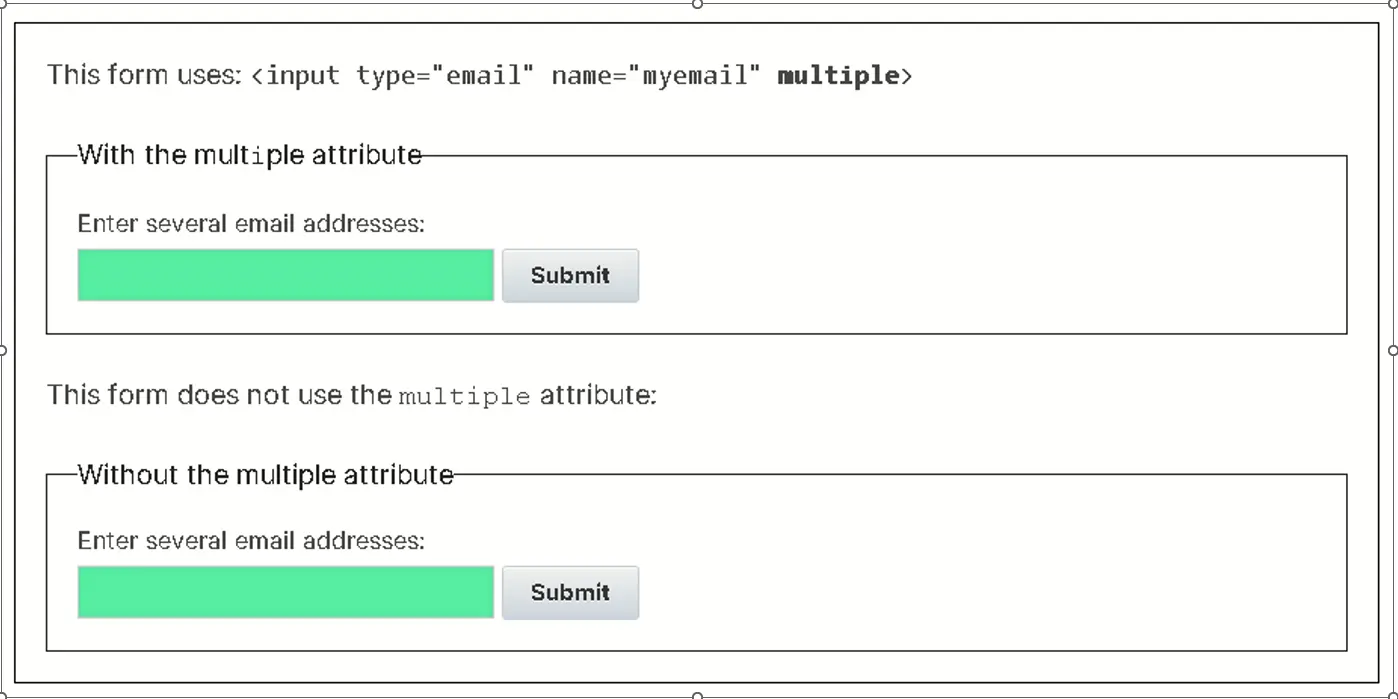 This form uses: <input type="email" name="myemail" multiple>
With the multiple attribute
Enter several email addresses:
Submit
This form does not use the multiple attribute:
Without the multiple attribute
Enter several email addresses:
Submit